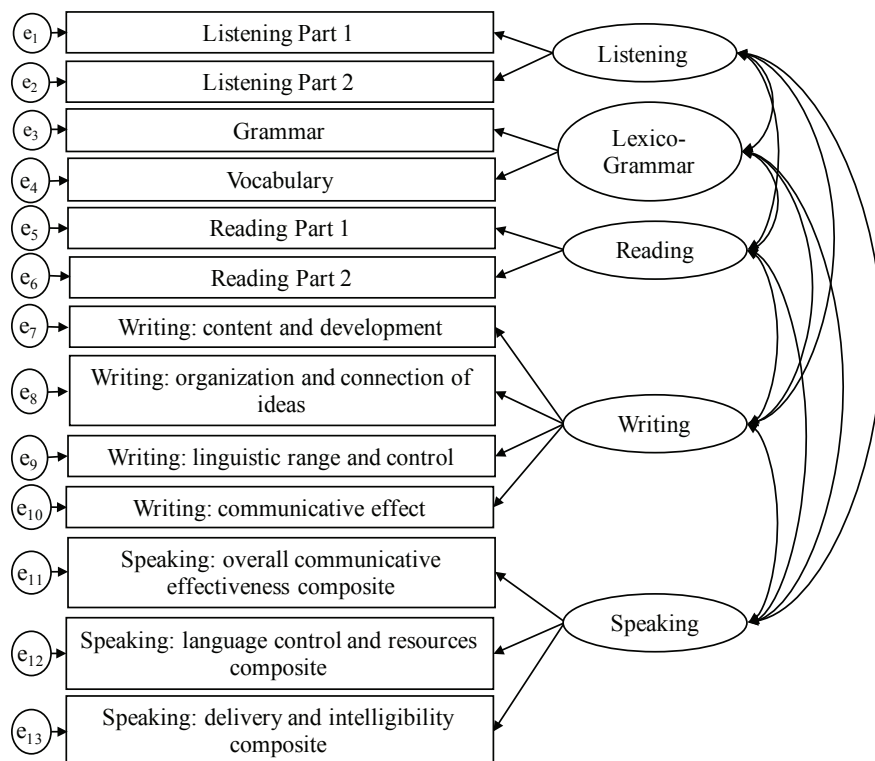 e1
Listening Part 1
Listening
e2
Listening Part 2
e3
Grammar
Lexico-
Grammar
e4
Vocabulary
e5
Reading Part 1
Reading
e6
Reading Part 2
e7
Writing: content and development
e8
Writing: organization and connection of
ideas
Writing
e9
Writing: linguistic range and control
e10
Writing: communicative effect
e11
Speaking: overall communicative
effectiveness composite
Speaking
e12
Speaking: language control and resources
composite
e13
Speaking: delivery and intelligibility
composite